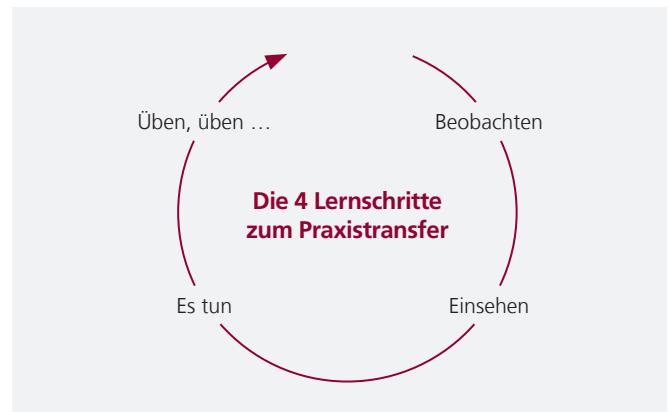 Üben, üben …
Beobachten
Die 4 Lernschritte
zum Praxistransfer
Es tun
Einsehen